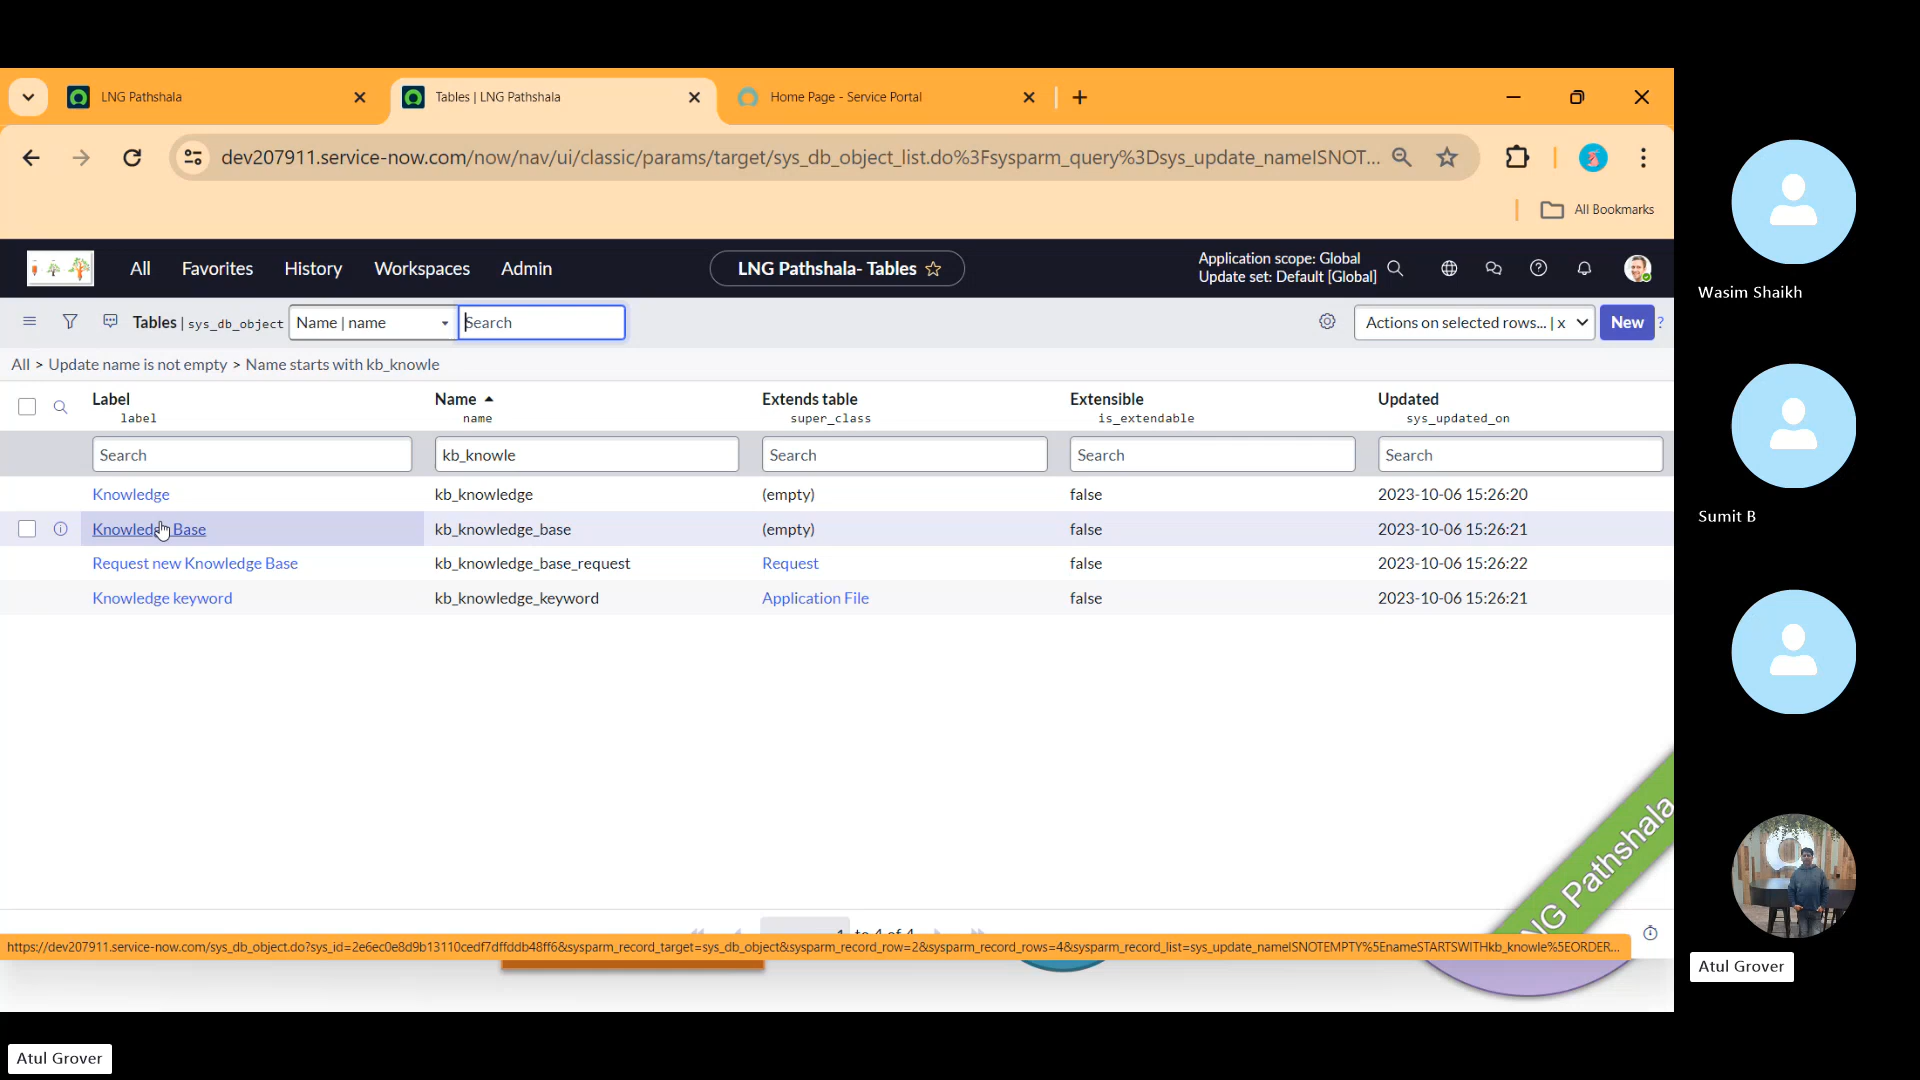 LNG Pathshala
Tables | LNG Pathshala
Home Page - Service Portal
dev207911.service-now.com/now/nav/ui/classic/params/target/sys_db_object_list.do%3Fsysparm_query%3Dsys_update_nameISNOT...
All Bookmarks
All Favorites History Workspaces Admin
LNG Pathshala- Tables
Application scope: Global
Update set: Default [Global]
Tables | sys_db_object Name | name Search
Actions on selected rows... | x New ?
All > Update name is not empty > Name starts with kb_knowle
Label Name Extends table Extensible Updated
label name super_class is_extendable sys_updated_on
Search kb_knowle Search Search Search
Knowledge kb_knowledge (empty) false 2023-10-06 15:26:20
Knowledge Base kb_knowledge_base (empty) false 2023-10-06 15:26:21
Request new Knowledge Base kb_knowledge_base_request Request false 2023-10-06 15:26:22
Knowledge keyword kb_knowledge_keyword Application File false 2023-10-06 15:26:21
NG Pathshala
1 to 4 of 4
https://dev207911.service-now.com/sys_db_object.do?sys_id=2e6ec0e8d9b13110cedf7dffddb48ff6&sysparm_record_target=sys_db_object&sysparm_record_row=2&sysparm_record_rows=4&sysparm_record_list=sys_update_nameISNOTEMPTY%5EnameSTARTSWITHkb_knowle%5EORDER...
Wasim Shaikh
Sumit B
Atul Grover
Atul Grover